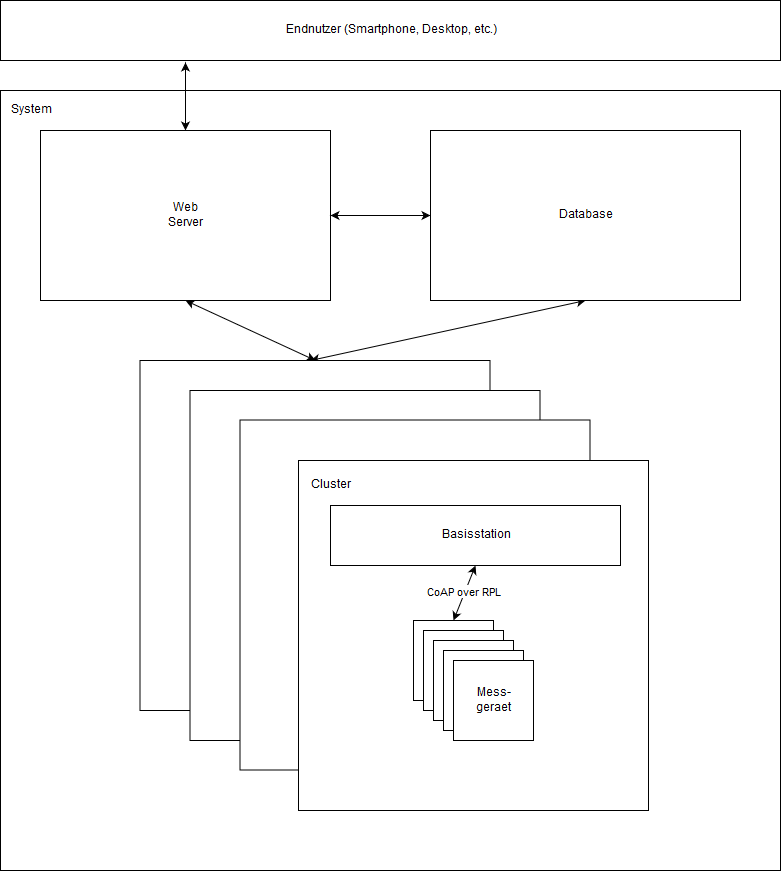 Endnutzer (Smartphone, Desktop, etc.)
System
Web
Server
Database
Cluster
Basisstation
CoAP over RPL
Mess-
geraet